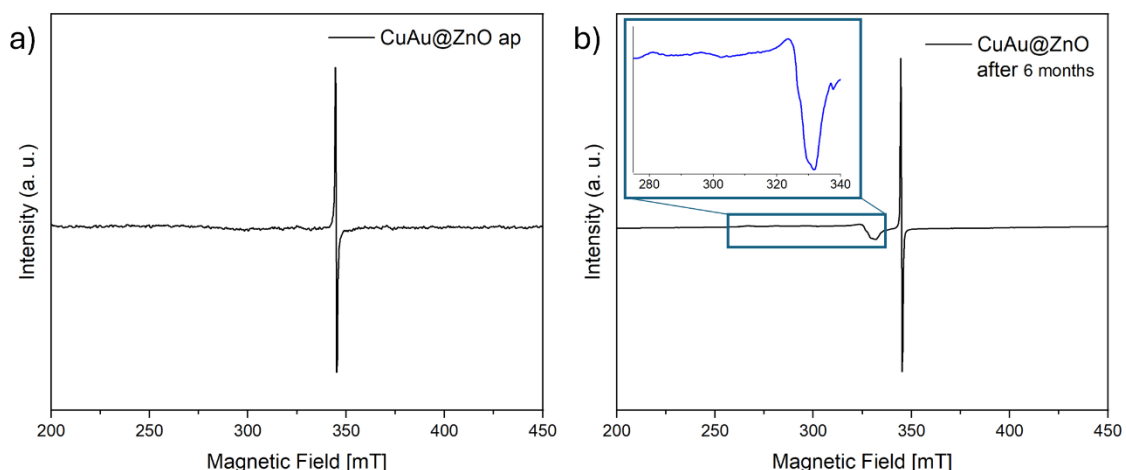 a)
CuAu@ZnO ap
Intensity (a. u.)
200 250 300 350 400 450
Magnetic Field [mT]
b)
CuAu@ZnO
after 6 months
280 300 320 340
Intensity (a. u.)
200 250 300 350 400 450
Magnetic Field [mT]